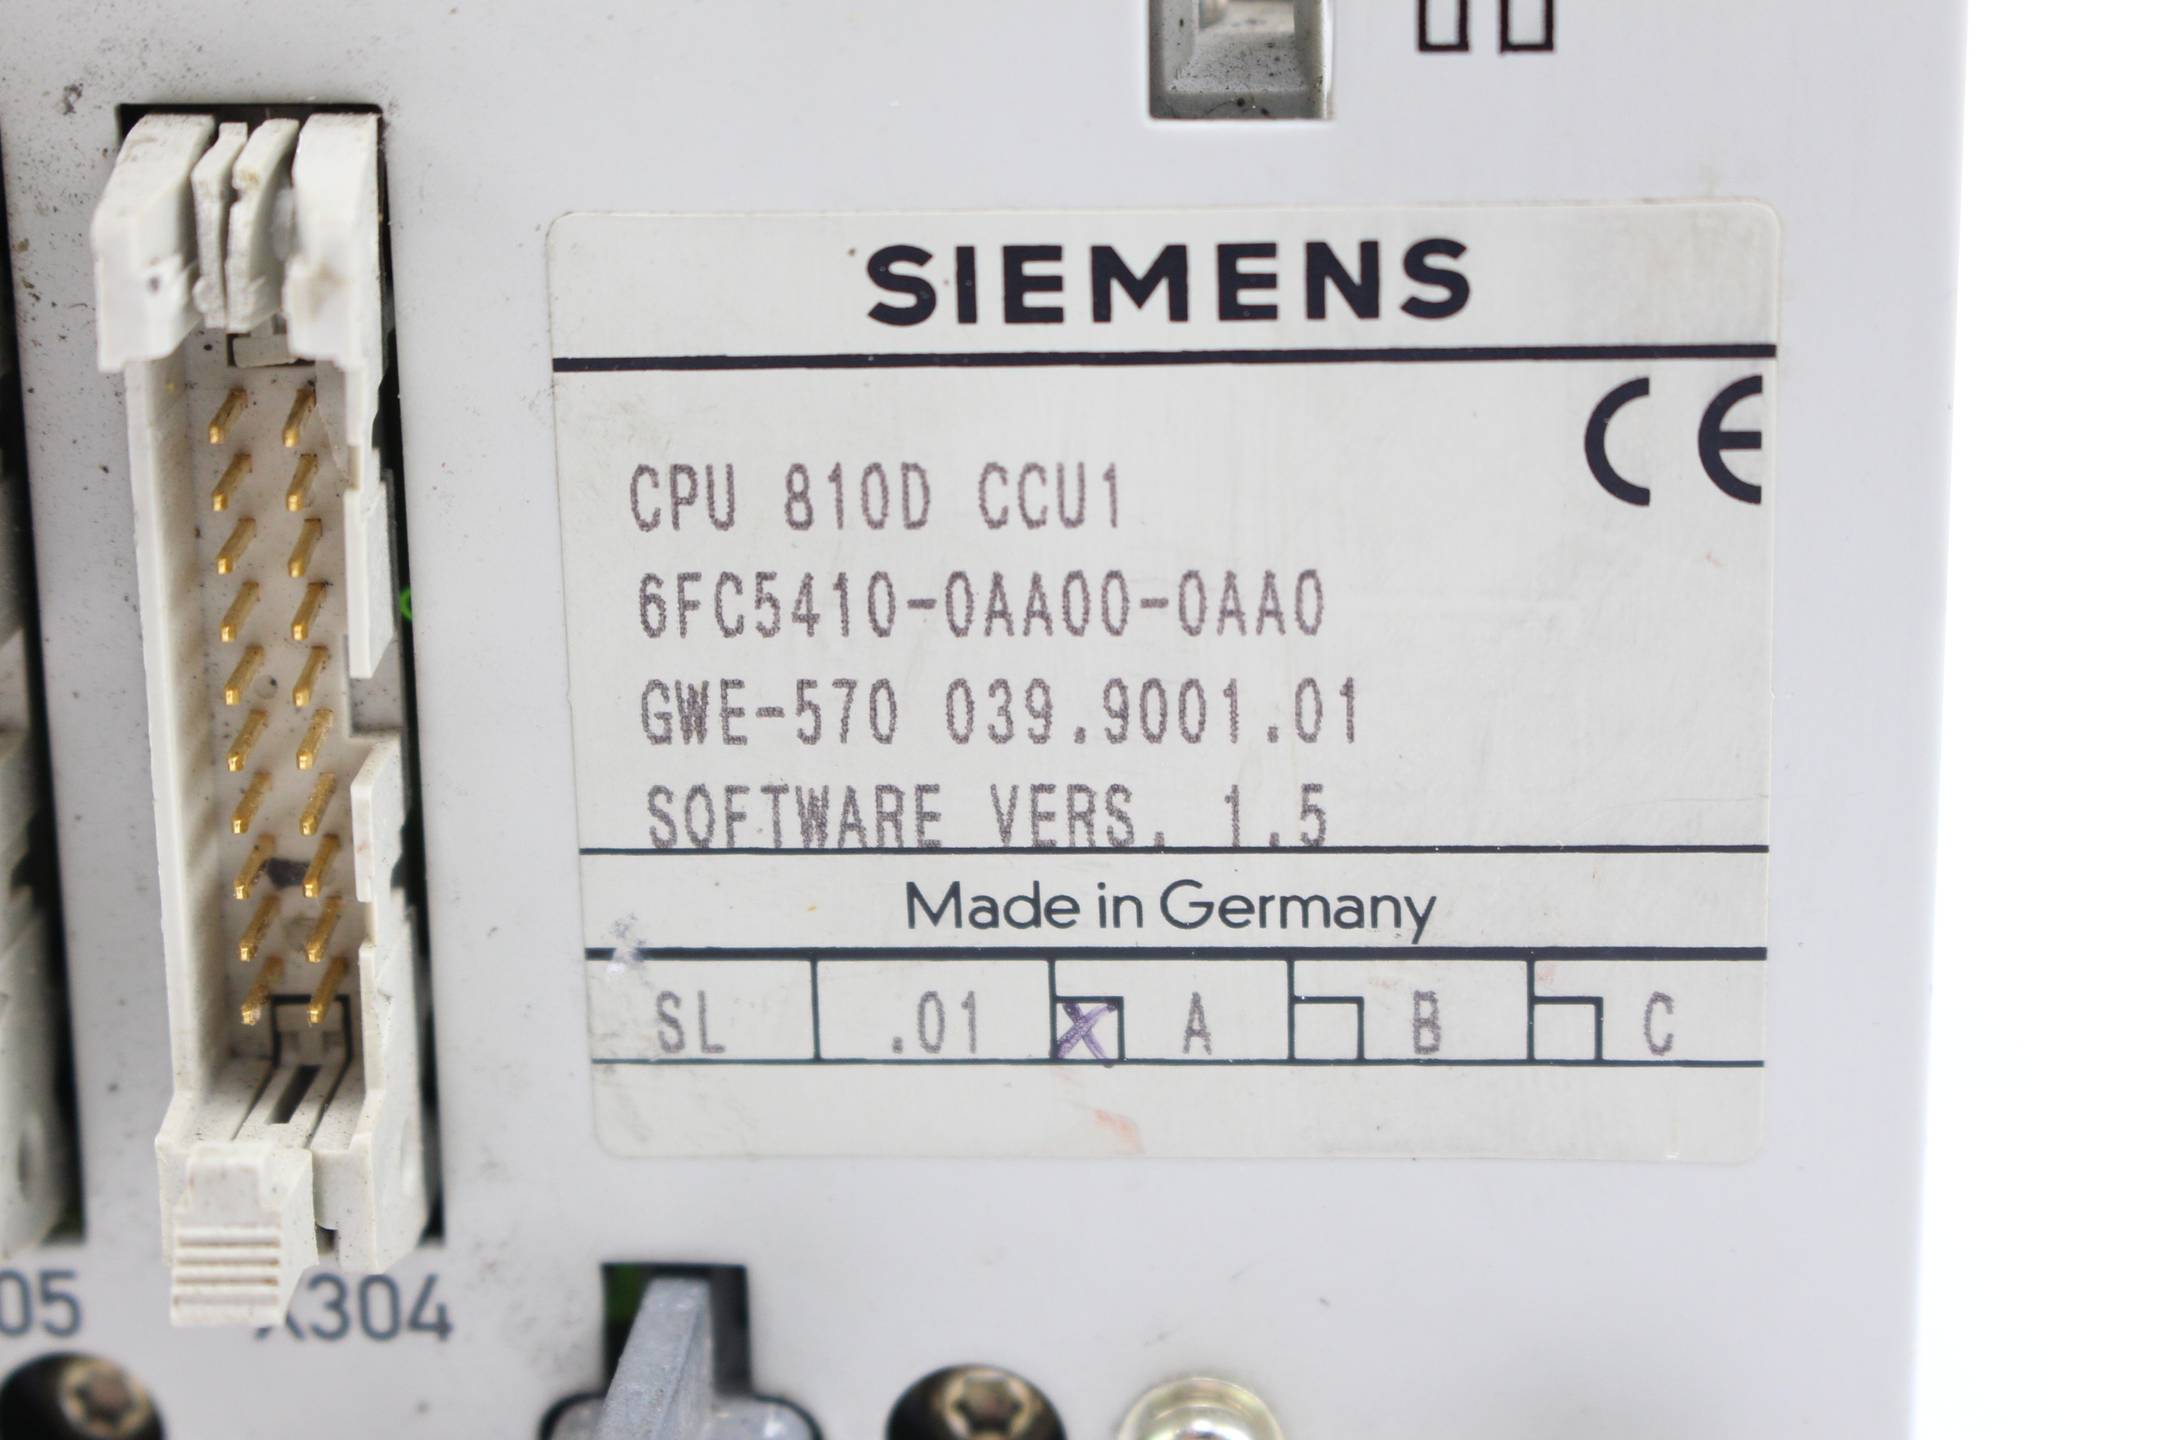 SIEMENS
CE
CPU 810D CCU1
6FC5410-0AA00-0AA0
GWE-570 039.9001.01
SOFTWARE VERS. 1.5
Made in Germany
SL .01 X A B C
05 X304